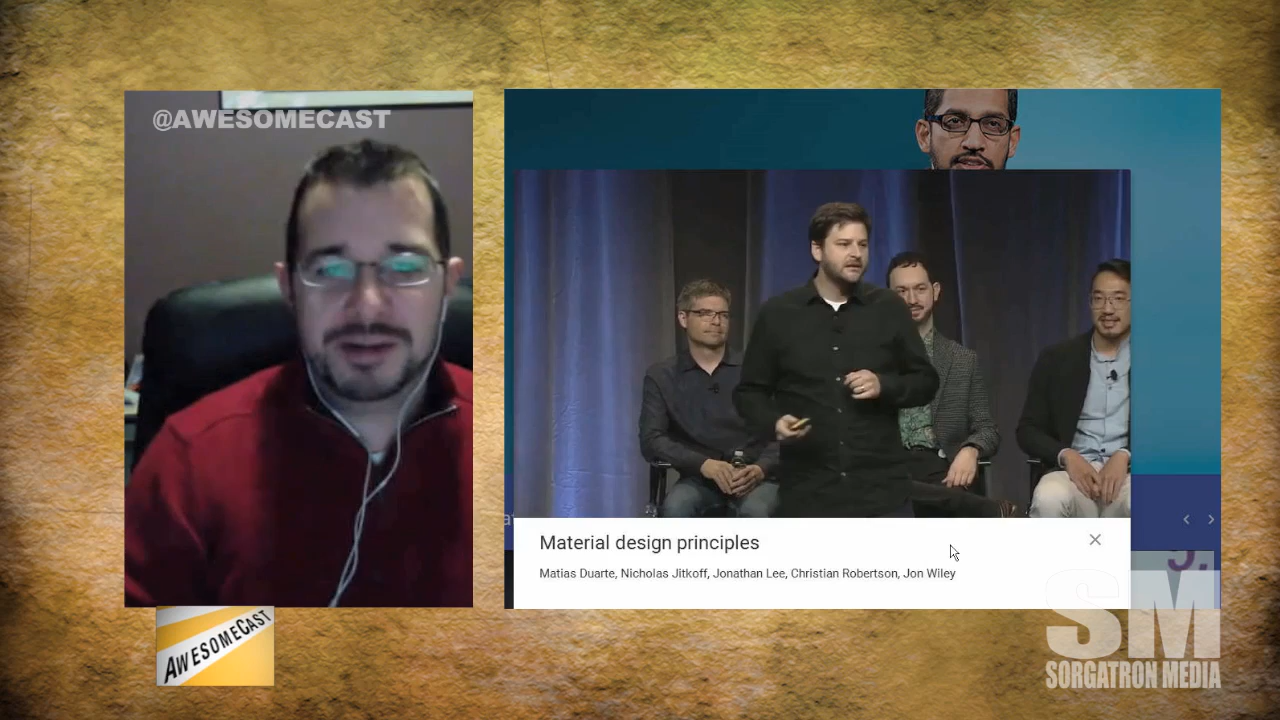 @AWESOMECAST
Material design principles
Matias Duarte, Nicholas Jitkoff, Jonathan Lee, Christian Robertson, Jon Wiley
AWESOMECAST
SM
SORGATRON MEDIA